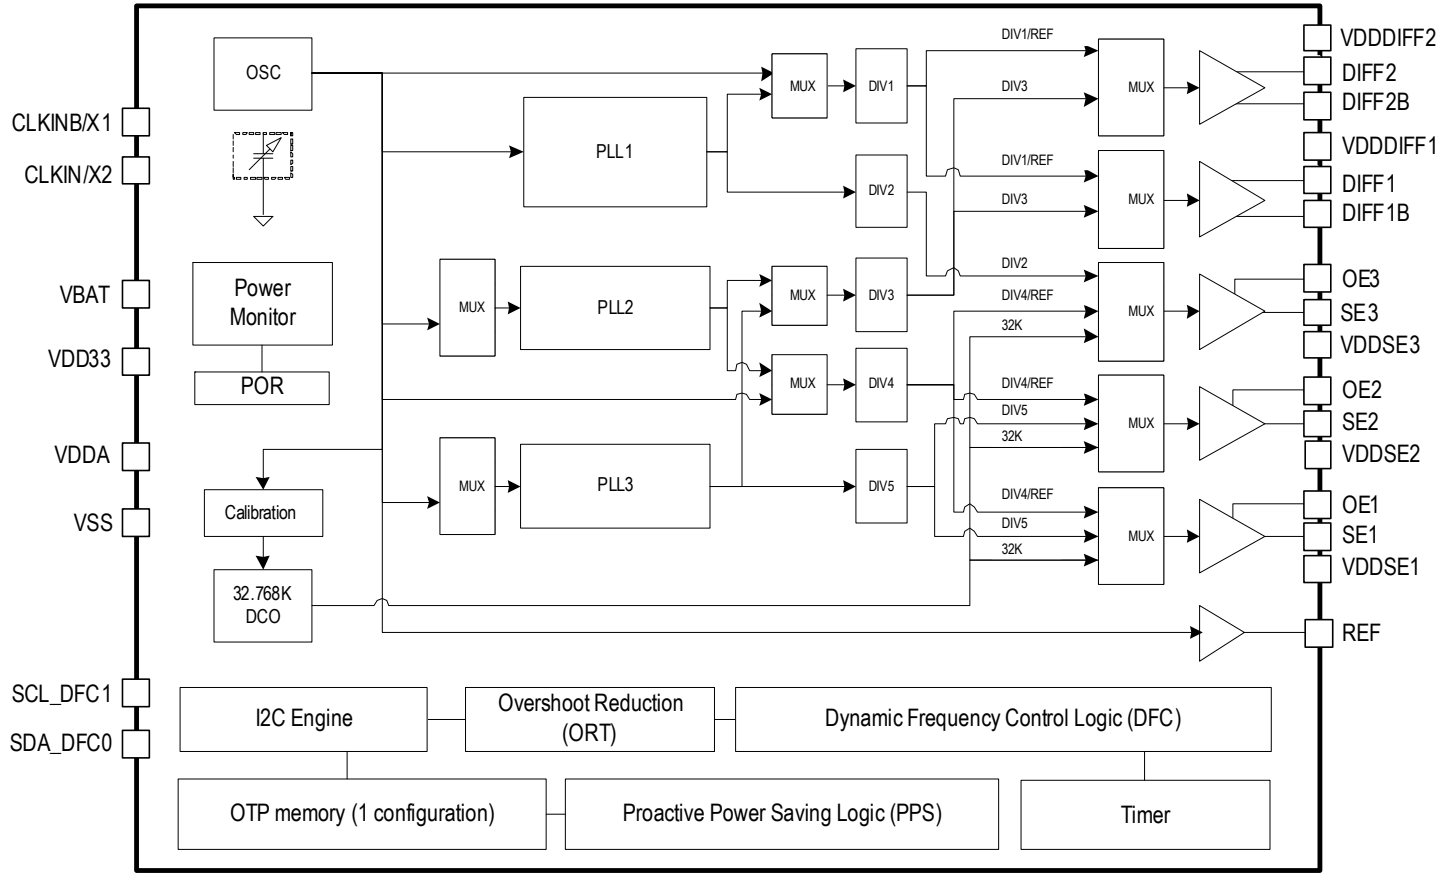 CLKINB/X1
CLKIN/X2
VBAT
VDD33
VDDA
VSS
SCL_DFC1
SDA_DFC0
OSC
Power
Monitor
POR
Calibration
32.768K
DCO
MUX
MUX
PLL1
PLL2
PLL3
MUX
MUX
MUX
DIV1
DIV2
DIV3
DIV4
DIV5
DIV1/REF
DIV3
DIV1/REF
DIV3
DIV2
DIV4/REF
32K
DIV4/REF
DIV5
32K
DIV4/REF
DIV5
32K
MUX
MUX
MUX
MUX
MUX
VDDDIFF2
DIFF2
DIFF2B
VDDDIFF1
DIFF1
DIFF1B
OE3
SE3
VDDSE3
OE2
SE2
VDDSE2
OE1
SE1
VDDSE1
REF
I2C Engine
Overshoot Reduction
(ORT)
Dynamic Frequency Control Logic (DFC)
OTP memory (1 configuration)
Proactive Power Saving Logic (PPS)
Timer